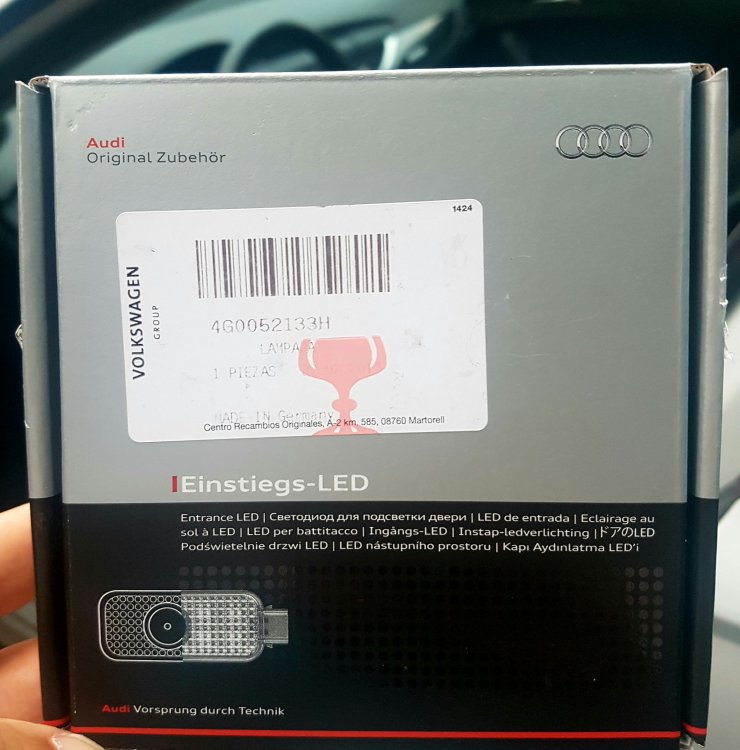 Audi
Original Zubehör
1424
VOLKSWAGEN
GROUP
4G0052133H
LAMPARA
1 PIEZAS
MADE IN Germany
Centro Recambios Originales, A-2 km, 585, 08760 Martorell
Einstiegs-LED
Entrance LED | Светодиод для подсветки двери | LED de entrada | Eclairage au
sol à LED | LED per battitacco | Ingångs-LED | Instap-ledverlichting | ドアのLED
Podświetelnie drzwi LED | LED nástupního prostoru | Kapı Aydınlatma LED'i
Audi Vorsprung durch Technik